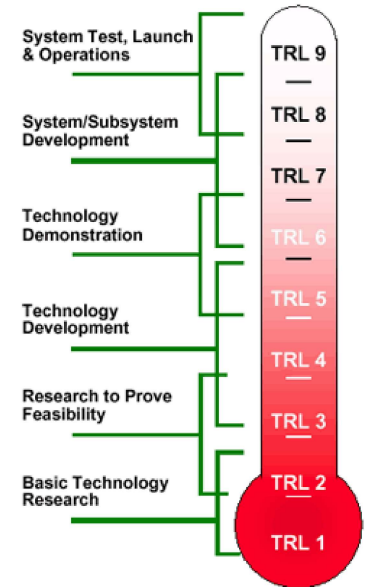 System Test, Launch
& Operations
System/Subsystem
Development
Technology
Demonstration
Technology
Development
Research to Prove
Feasibility
Basic Technology
Research
TRL 9
TRL 8
TRL 7
TRL 6
TRL 5
TRL 4
TRL 3
TRL 2
TRL 1